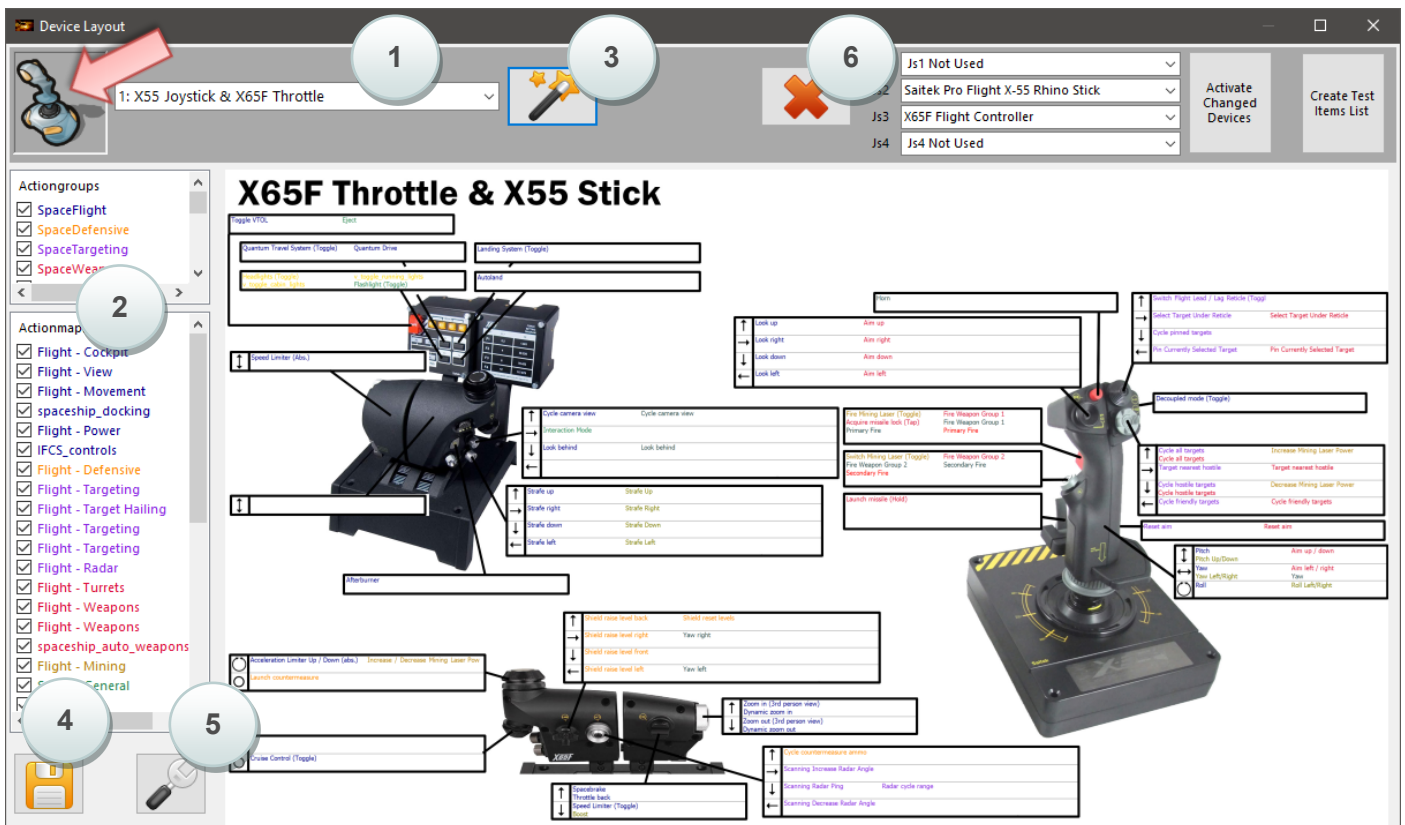 Device Layout
1
3
6
1: X55 Joystick & X65F Throttle
Js1 Not Used
Js2
Saitek Pro Flight X-55 Rhino Stick
Js3
X65F Flight Controller
Js4
Js4 Not Used
Activate
Changed
Devices
Create Test
Items List
Actiongroups
SpaceFlight
SpaceDefensive
SpaceTargeting
SpaceWeap
2
Actionmap
Flight - Cockpit
Flight - View
Flight - Movement
spaceship_docking
Flight - Power
IFCS_controls
Flight - Defensive
Flight - Targeting
Flight - Target Hailing
Flight - Targeting
Flight - Targeting
Flight - Radar
Flight - Turrets
Flight - Weapons
Flight - Weapons
spaceship_auto_weapons
Flight - Mining
General
4
5
X65F Throttle & X55 Stick
Toggle VTOL Eject
Quantum Travel System (Toggle) Quantum Drive
Landing System (Toggle)
Headlights (Toggle) v_toggle_running_lights
v_toggle_cabin_lights Flashlight (Toggle)
Autoland
Speed Limiter (Abs.)
Cycle camera view Cycle camera view
Interaction Mode
Look behind Look behind
Strafe up Strafe Up
Strafe right Strafe Right
Strafe down Strafe Down
Strafe left Strafe Left
Afterburner
Horn
Look up Aim up
Look right Aim right
Look down Aim down
Look left Aim left
Switch Flight Lead / Lag Reticle (Toggl
Select Target Under Reticle Select Target Under Reticle
Cycle pinned targets
Pin Currently Selected Target Pin Currently Selected Target
Decoupled mode (Toggle)
Fire Mining Laser (Toggle) Fire Weapon Group 1
Acquire missile lock (Tap) Fire Weapon Group 1
Primary Fire Primary Fire
Switch Mining Laser (Toggle) Fire Weapon Group 2
Fire Weapon Group 2 Secondary Fire
Secondary Fire
Launch missile (Hold)
Cycle all targets Increase Mining Laser Power
Cycle all targets
Target nearest hostile Target nearest hostile
Cycle hostile targets Decrease Mining Laser Power
Cycle hostile targets
Cycle friendly targets Cycle friendly targets
Reset aim Reset aim
Pitch Aim up / down
Pitch Up/Down
Yaw Aim left / right
Yaw Left/Right Yaw
Roll Roll Left/Right
Shield raise level back Shield reset levels
Shield raise level right Yaw right
Shield raise level front
Shield raise level left Yaw left
Acceleration Limiter Up / Down (abs.) Increase / Decrease Mining Laser Pow
Launch countermeasure
Cruise Control (Toggle)
X65F
Zoom in (3rd person view)
Dynamic zoom in
Zoom out (3rd person view)
Dynamic zoom out
Cycle countermeasure ammo
Scanning Increase Radar Angle
Scanning Radar Ping Radar cycle range
Scanning Decrease Radar Angle
Spacebrake
Throttle back
Speed Limiter (Toggle)
Boost